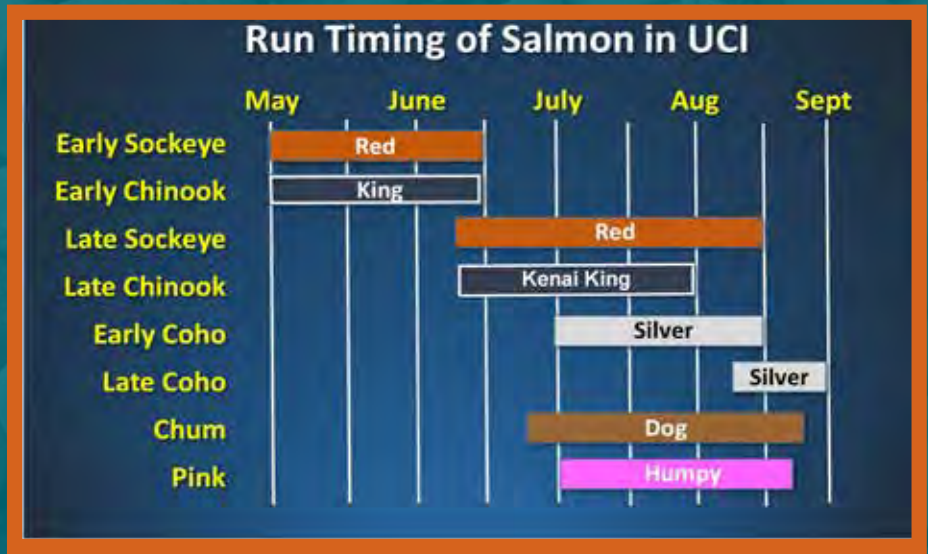 Run Timing of Salmon in UCI
May June July Aug Sept
Early Sockeye Red
Early Chinook King
Late Sockeye Red
Late Chinook Kenai King
Early Coho Silver
Late Coho Silver
Chum Dog
Pink Humpy